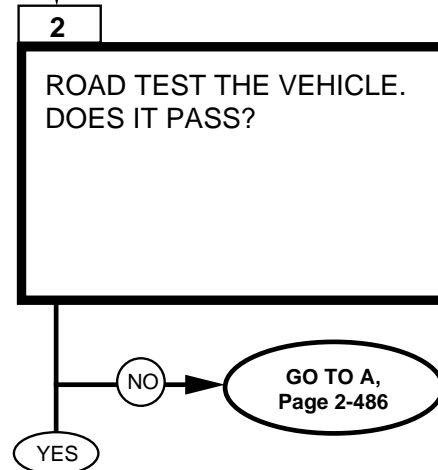 2
ROAD TEST THE VEHICLE.
DOES IT PASS?
NO
GO TO A,
Page 2-486
YES